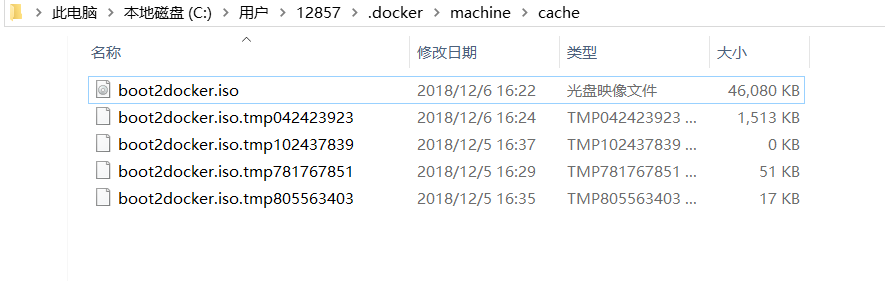 此电脑 > 本地磁盘 (C:) > 用户 > 12857 > .docker > machine > cache
名称 修改日期 类型 大小
boot2docker.iso 2018/12/6 16:22 光盘映像文件 46,080 KB
boot2docker.iso.tmp042423923 2018/12/6 16:24 TMP042423923 ... 1,513 KB
boot2docker.iso.tmp102437839 2018/12/5 16:37 TMP102437839 ... 0 KB
boot2docker.iso.tmp781767851 2018/12/5 16:29 TMP781767851 ... 51 KB
boot2docker.iso.tmp805563403 2018/12/5 16:35 TMP805563403 ... 17 KB